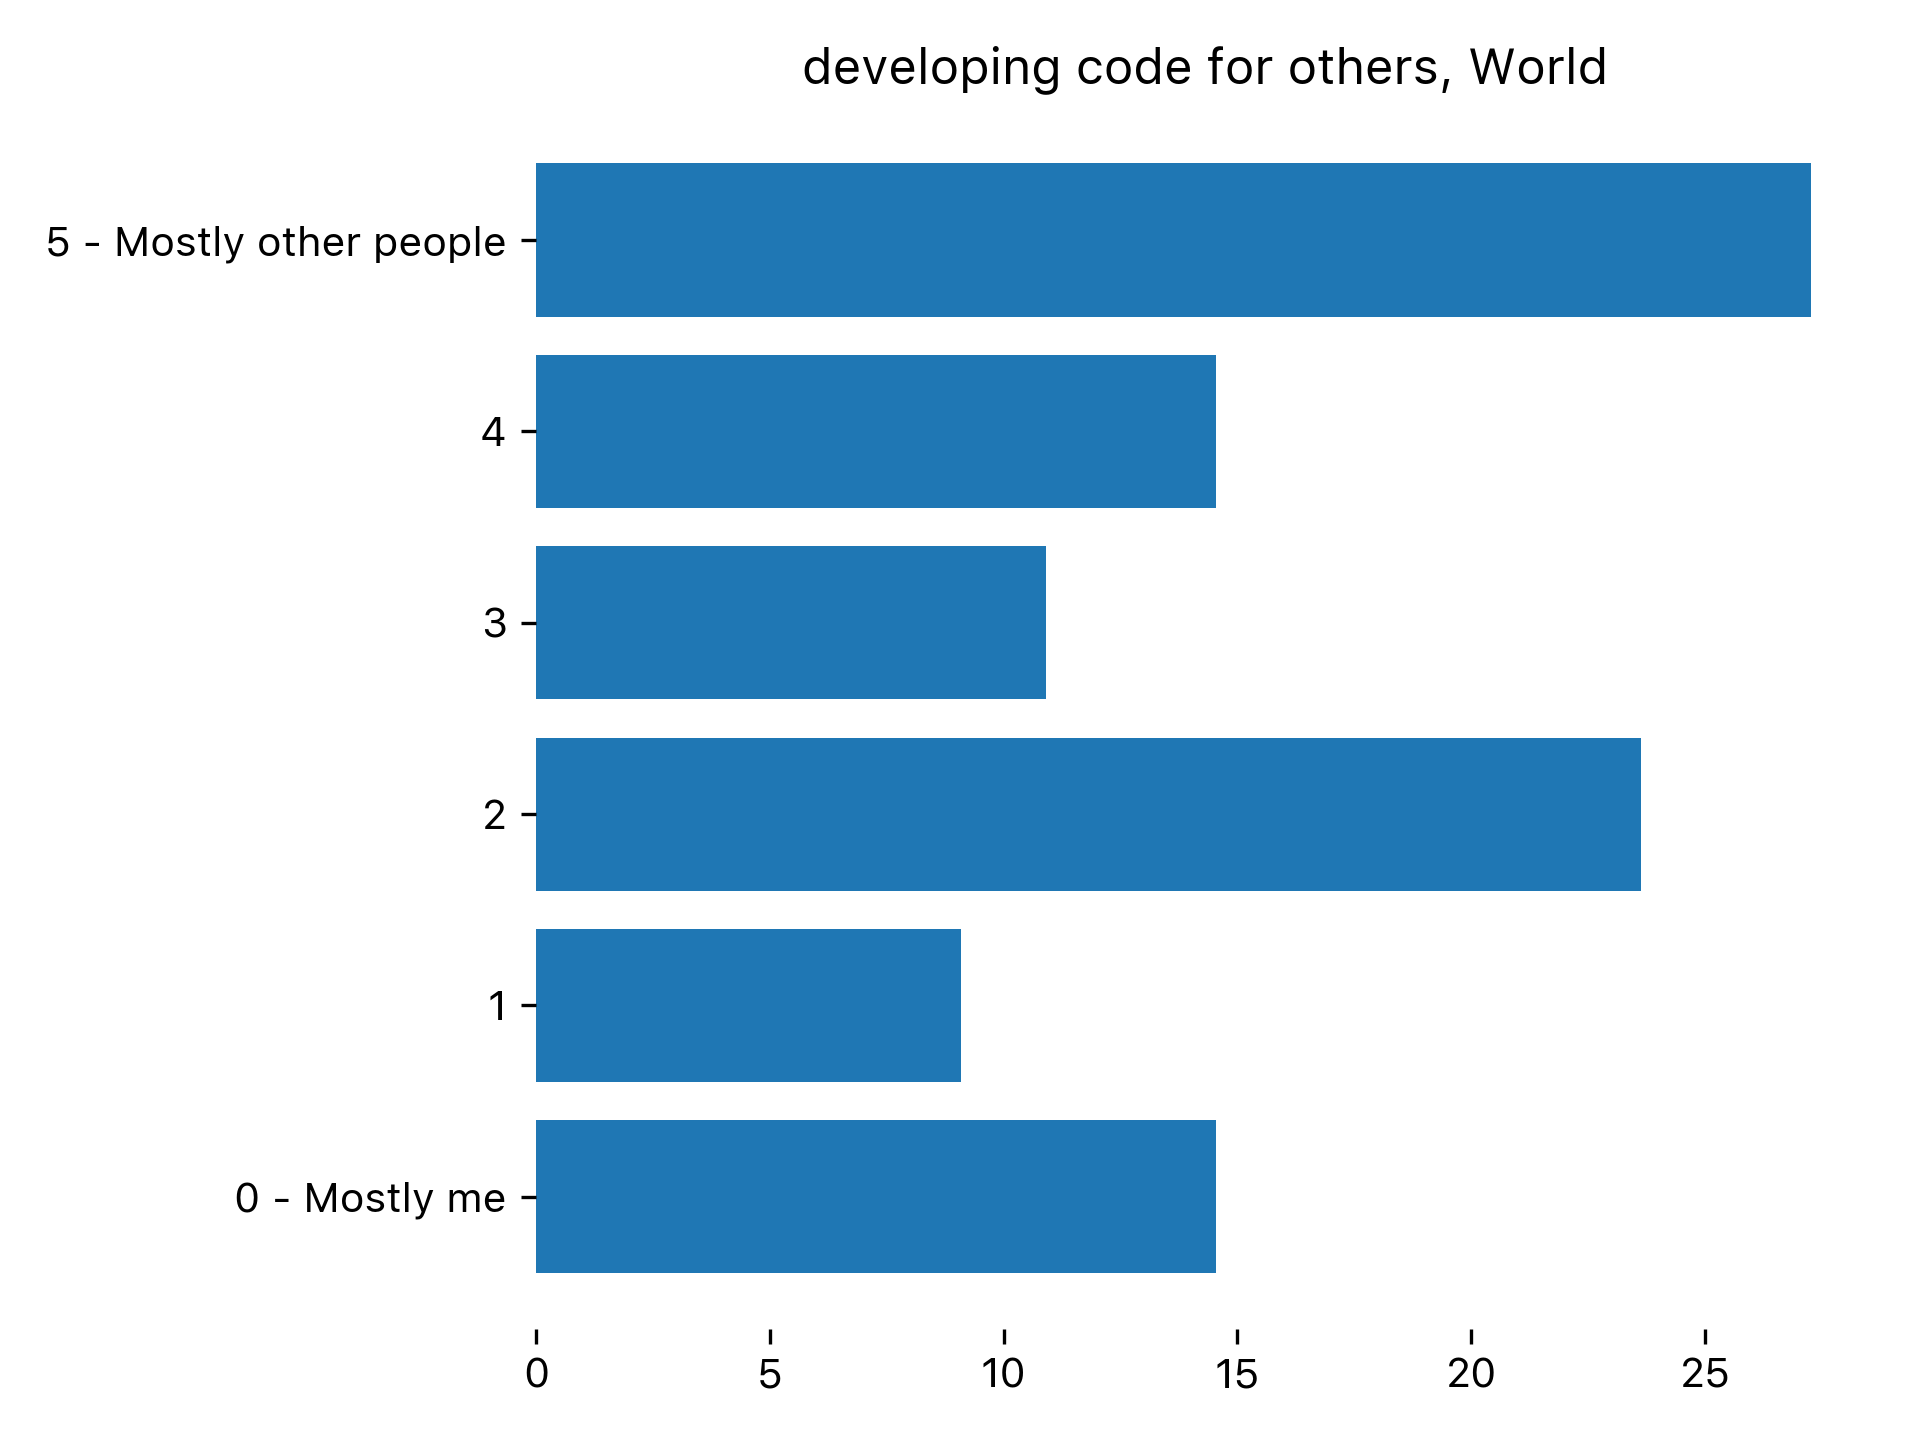 developing code for others, World
5 - Mostly other people
4
3
2
1
0 - Mostly me
0 5 10 15 20 25